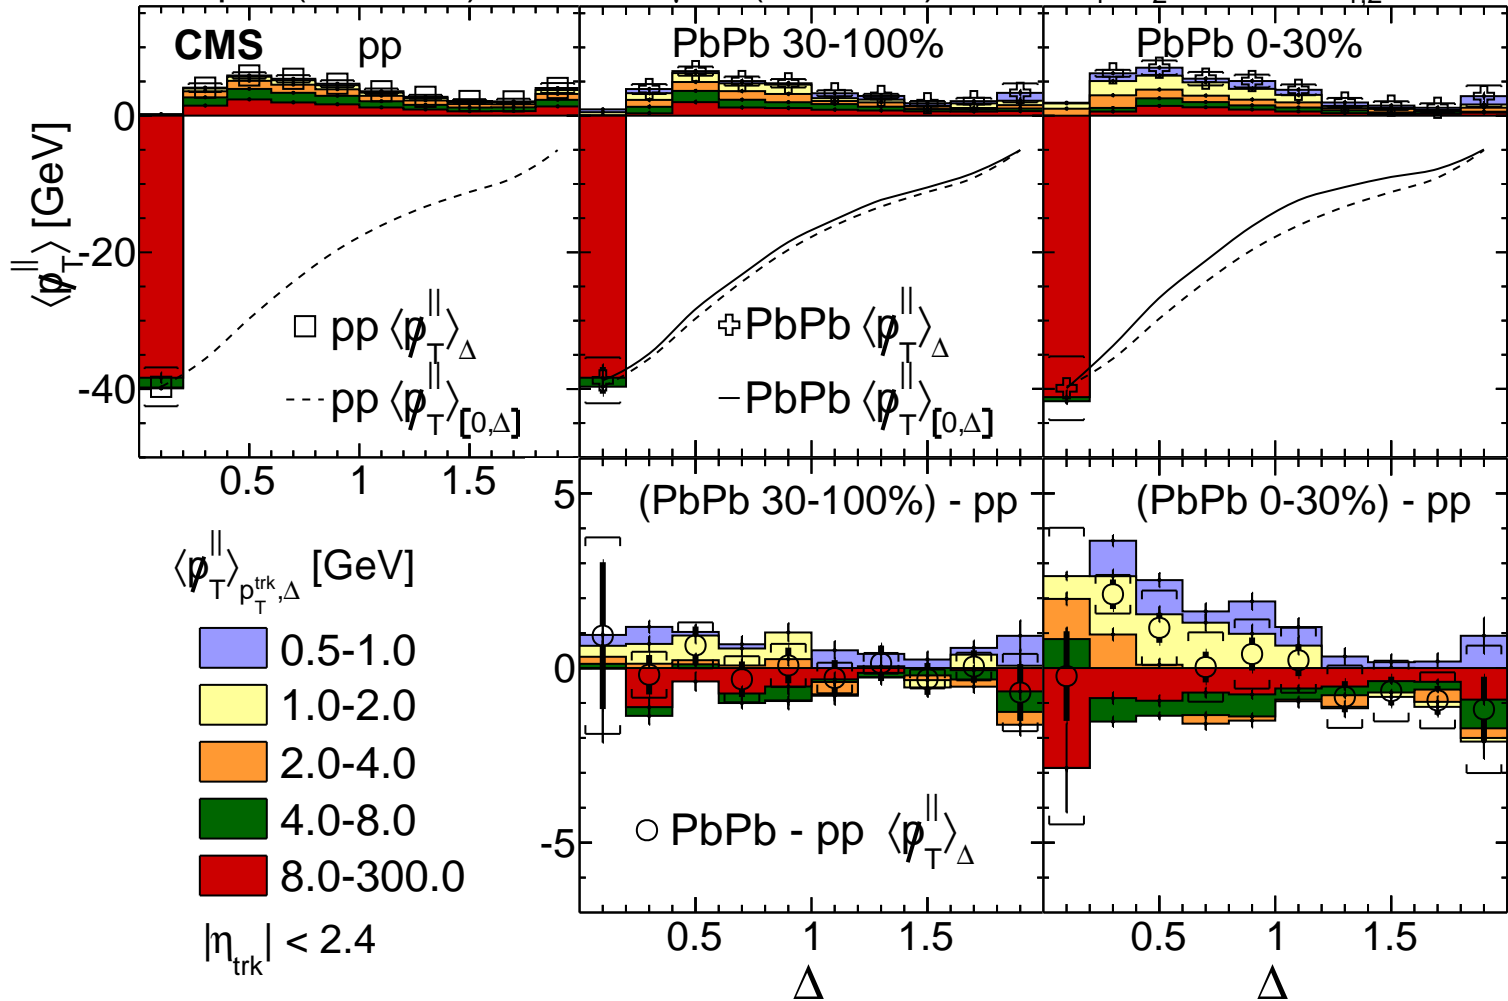 CMS pp
PbPb 30-100%
PbPb 0-30%
⟨p̸_T^||⟩ [GeV]
0
-20
-40
pp ⟨p̸_T^||⟩_Δ
pp ⟨p̸_T^||⟩_[0,Δ]
PbPb ⟨p̸_T^||⟩_Δ
PbPb ⟨p̸_T^||⟩_[0,Δ]
0.5 1 1.5
(PbPb 30-100%) - pp
(PbPb 0-30%) - pp
5
0
-5
⟨p̸_T^||⟩_{p_T^trk,Δ} [GeV]
0.5-1.0
1.0-2.0
2.0-4.0
4.0-8.0
8.0-300.0
|η_trk| < 2.4
PbPb - pp ⟨p̸_T^||⟩_Δ
0.5 1 1.5
0.5 1 1.5
Δ
Δ